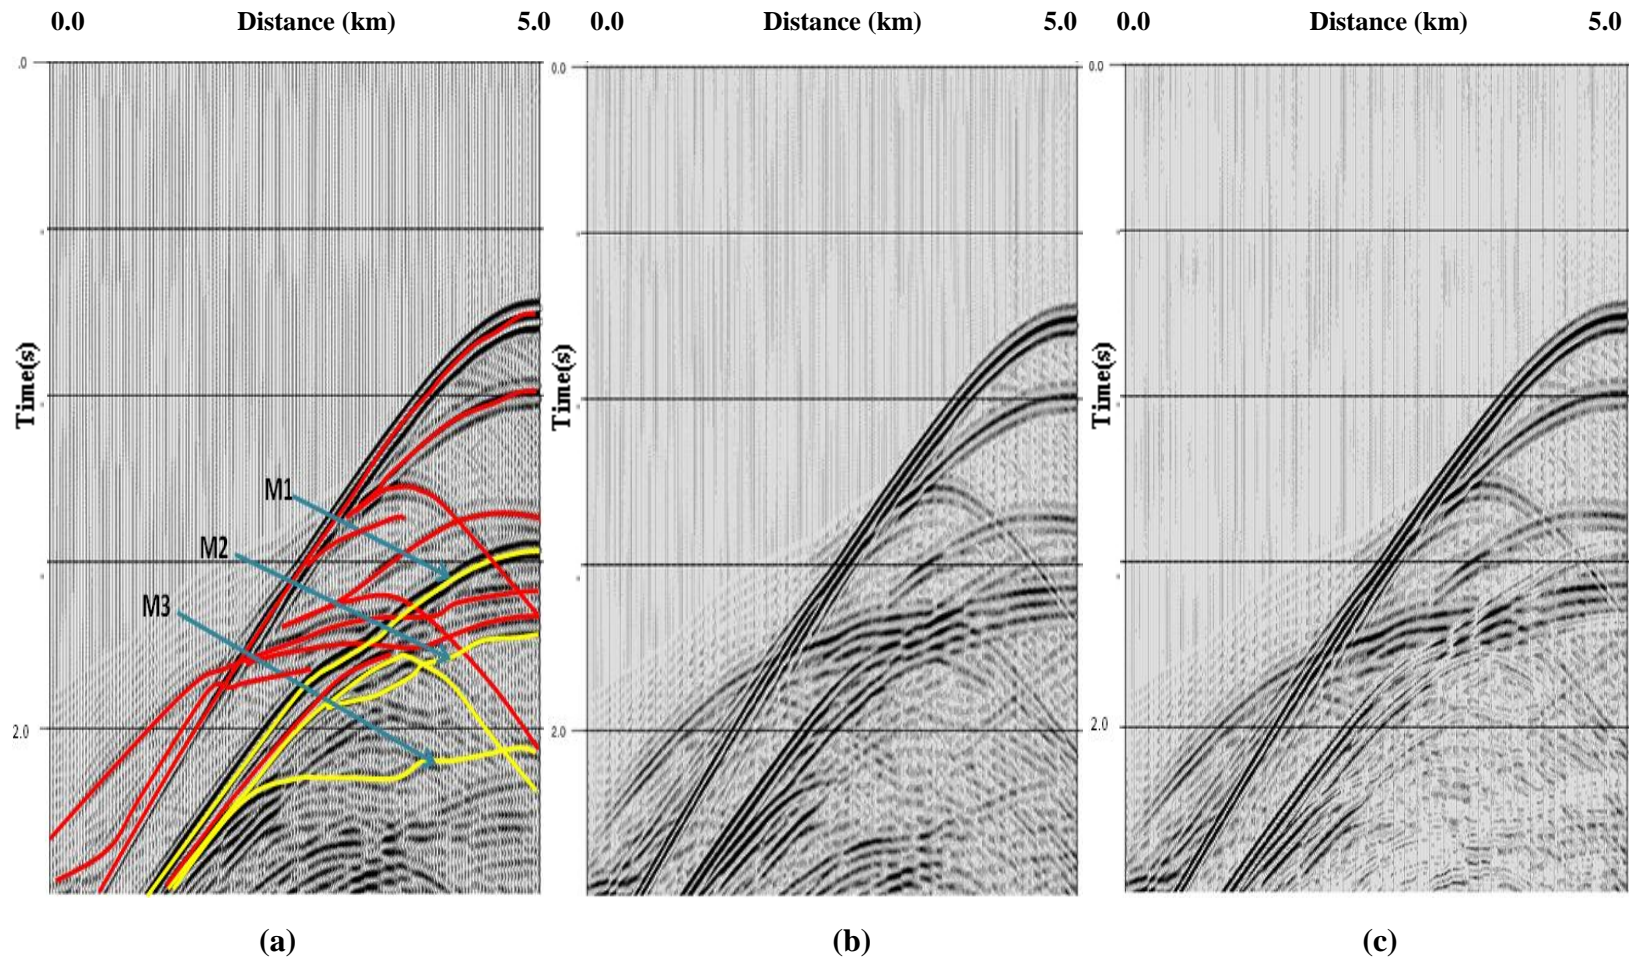 0.0 Distance (km) 5.0 0.0 Distance (km) 5.0 0.0 Distance (km) 5.0
.0 0.0 0.0
Time(s) Time(s) Time(s)
M1
M2
M3
2.0 2.0 2.0
(a) (b) (c)